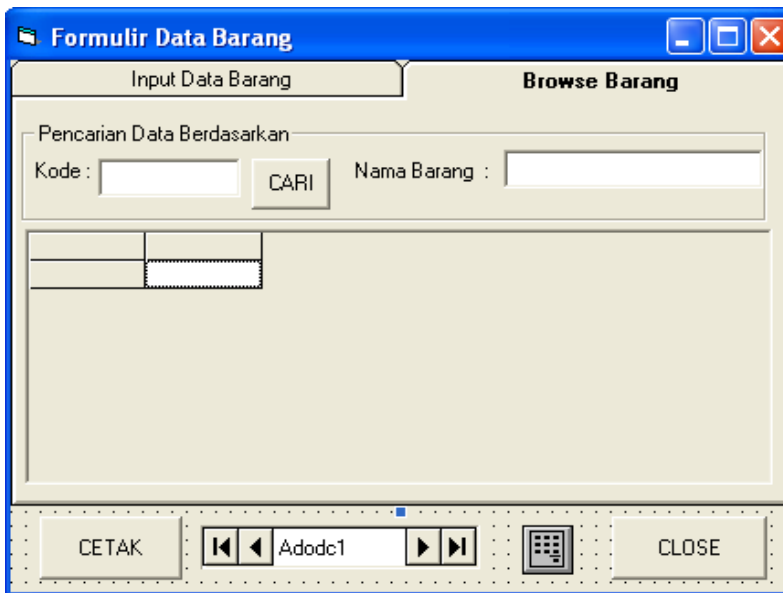 Formulir Data Barang
Input Data Barang Browse Barang
Pencarian Data Berdasarkan
Kode : CARI Nama Barang :
CETAK Adodc1 CLOSE